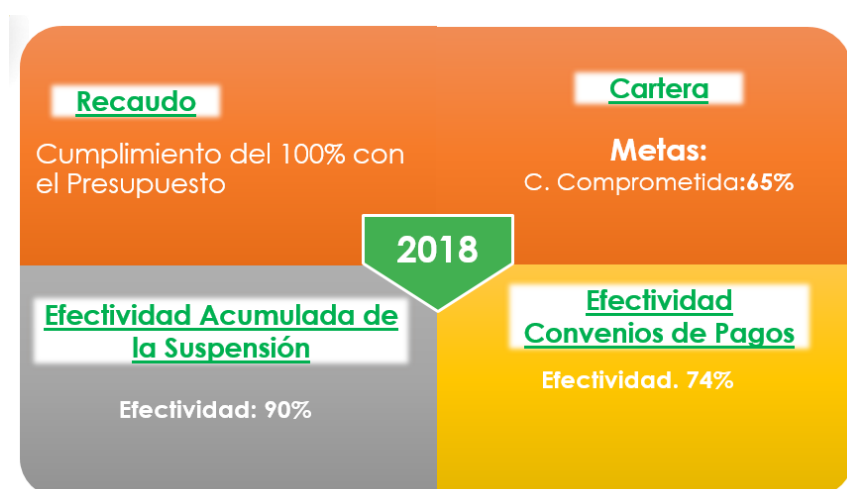 Recaudo
Cumplimiento del 100% con
el Presupuesto
Cartera
Metas:
C. Comprometida:65%
2018
Efectividad Acumulada de
la Suspensión
Efectividad: 90%
Efectividad
Convenios de Pagos
Efectividad. 74%